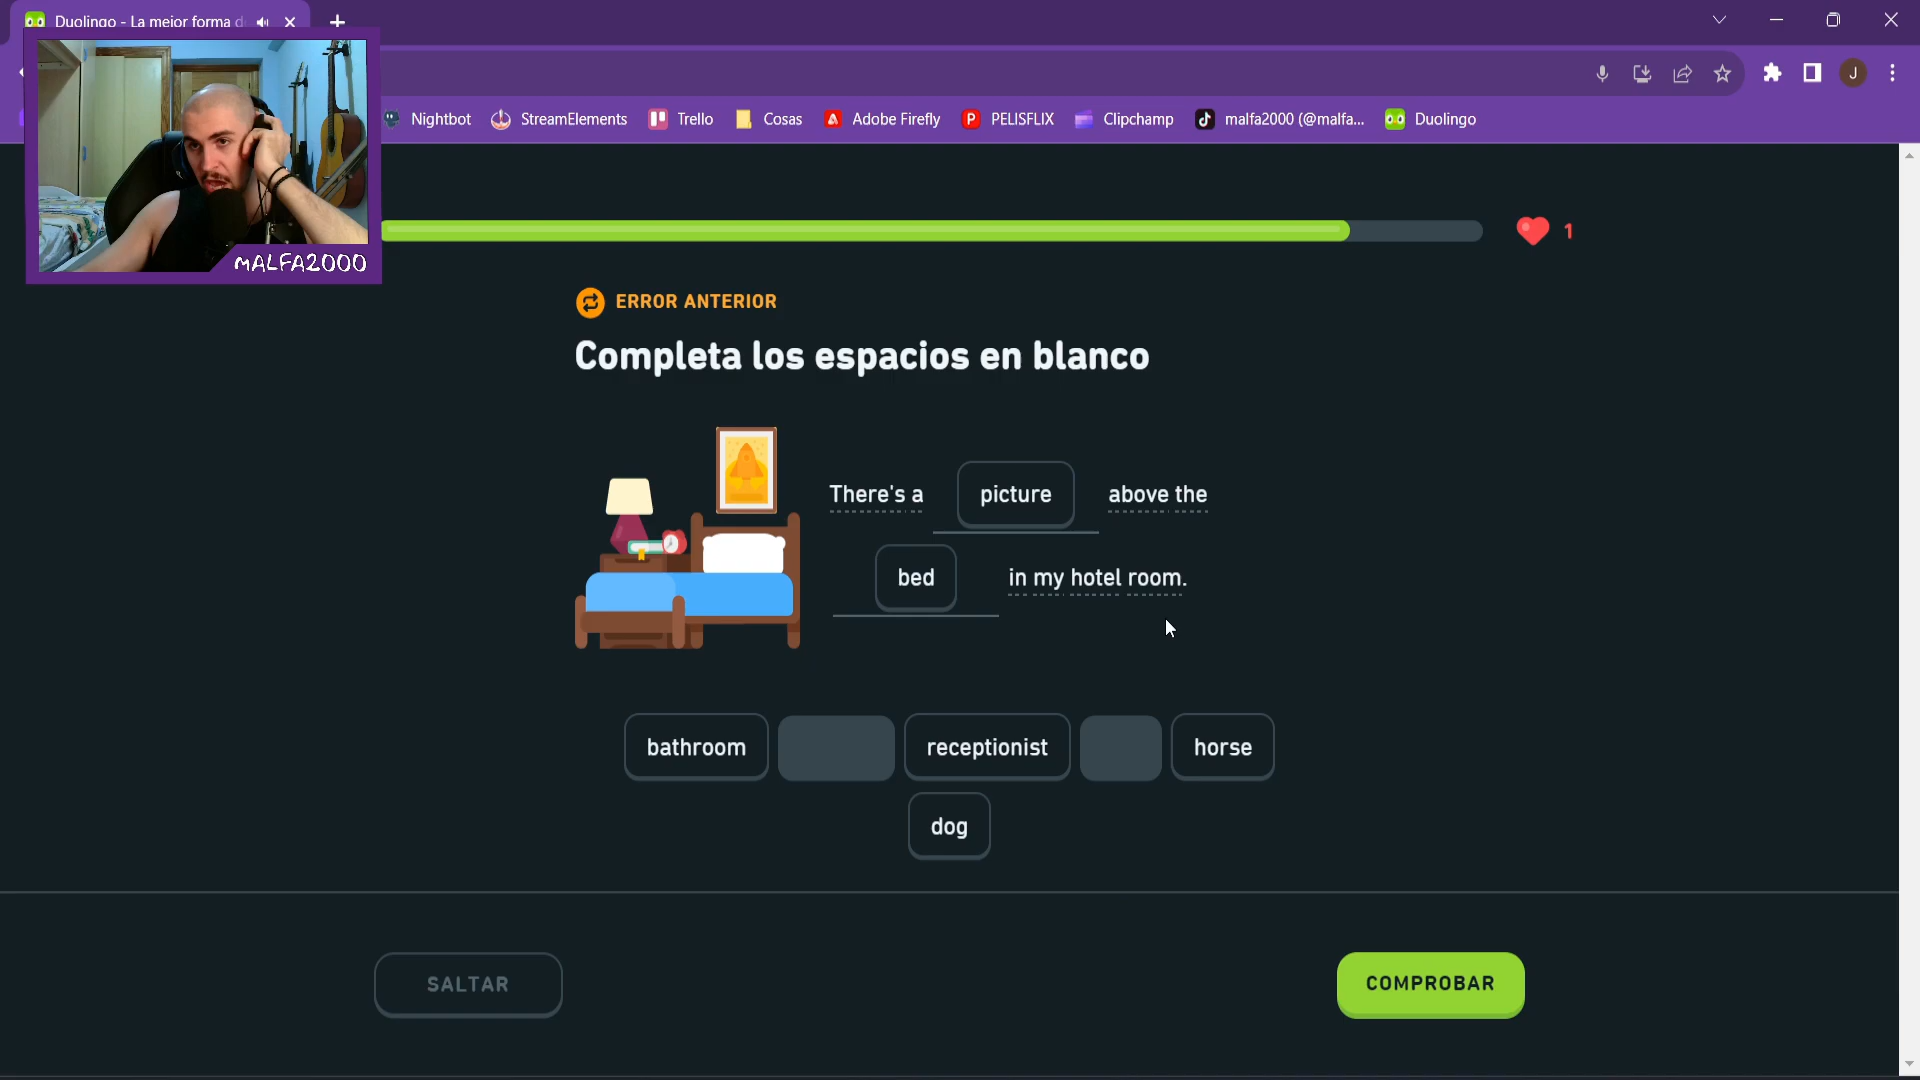 Duolingo - La mejor forma d
Nightbot
StreamElements
Trello
Cosas
Adobe Firefly
PELISFLIX
Clipchamp
malfa2000 (@malfa...
Duolingo
J
MALFA2000
1
ERROR ANTERIOR
Completa los espacios en blanco
There's a picture above the
bed in my hotel room.
bathroom receptionist horse
dog
SALTAR
COMPROBAR